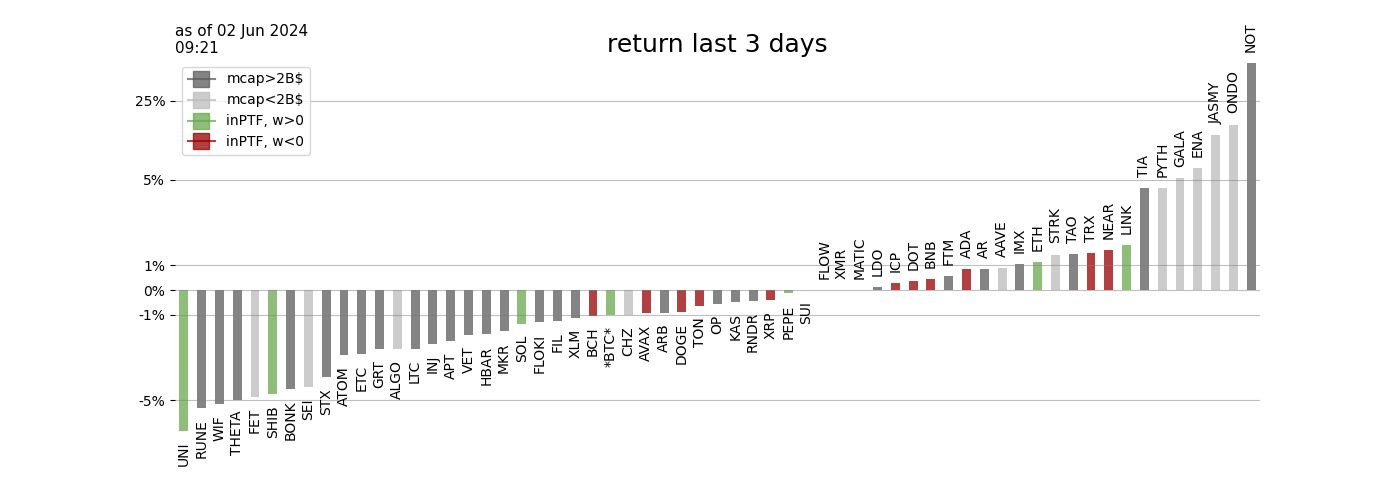 as of 02 Jun 2024
09:21
return last 3 days
mcap>2B$
mcap<2B$
inPTF, w>0
inPTF, w<0
25%
5%
1%
0%
-1%
-5%
UNI
RUNE
WIF
THETA
FET
SHIB
BONK
SEI
STX
ATOM
ETC
GRT
ALGO
LTC
INJ
APT
VET
HBAR
MKR
SOL
FLOKI
FIL
XLM
BCH
*BTC*
CHZ
AVAX
ARB
DOGE
TON
OP
KAS
RNDR
XRP
PEPE
SUI
FLOW
XMR
MATIC
LDO
ICP
DOT
BNB
FTM
ADA
AR
AAVE
IMX
ETH
STRK
TAO
TRX
NEAR
LINK
TIA
PYTH
GALA
ENA
JASMY
ONDO
NOT